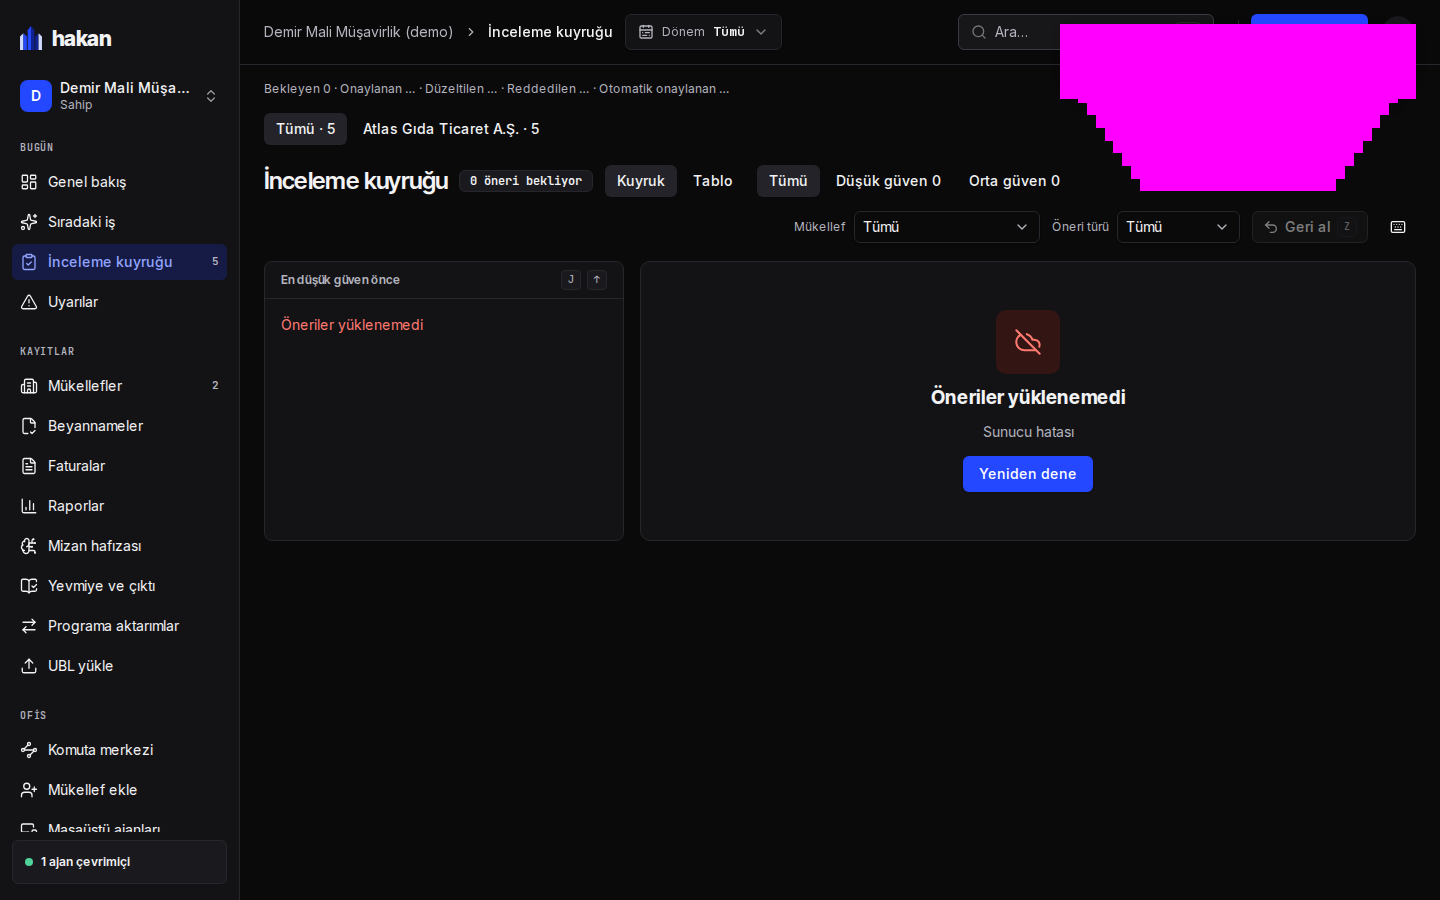 hakan
Demir Mali Müşavirlik (demo) > İnceleme kuyruğu
Dönem Tümü
Ara...
D
Demir Mali Müşa...
Sahip
Bekleyen 0 · Onaylanan ... · Düzeltilen ... · Reddedilen ... · Otomatik onaylanan ...
Tümü · 5
Atlas Gıda Ticaret A.Ş. · 5
İnceleme kuyruğu
0 öneri bekliyor
Kuyruk
Tablo
Tümü
Düşük güven 0
Orta güven 0
Mükellef
Tümü
Öneri türü
Tümü
Geri al Z
BUGÜN
Genel bakış
Sıradaki iş
İnceleme kuyruğu 5
Uyarılar
KAYITLAR
Mükellefler 2
Beyannameler
Faturalar
Raporlar
Mizan hafızası
Yevmiye ve çıktı
Programa aktarımlar
UBL yükle
OFİS
Komuta merkezi
Mükellef ekle
Masaüstü ajanları
1 ajan çevrimiçi
En düşük güven önce
J ↑
Öneriler yüklenemedi
Öneriler yüklenemedi
Sunucu hatası
Yeniden dene